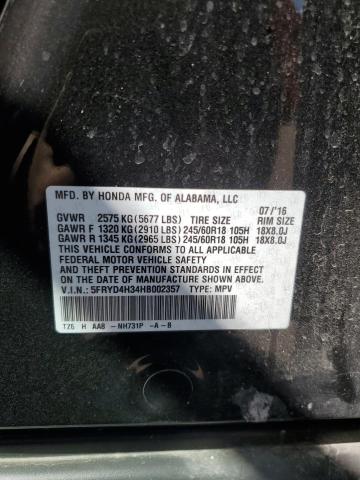 MFD. BY HONDA MFG. OF ALABAMA, LLC
07/'16
GVWR 2575 KG (5677 LBS) TIRE SIZE RIM SIZE
GAWR F 1320 KG (2910 LBS) 245/60R18 105H 18X8.0J
GAWR R 1345 KG (2965 LBS) 245/60R18 105H 18X8.0J
THIS VEHICLE CONFORMS TO ALL APPLICABLE
FEDERAL MOTOR VEHICLE SAFETY
AND THEFT PREVENTION STANDARDS IN EFFECT
ON THE DATE OF MANUFACTURE SHOWN ABOVE.
V.I.N.: 5FRYD4H34HB002357 TYPE: MPV
TZ5 H AAB -NH731P -A-B